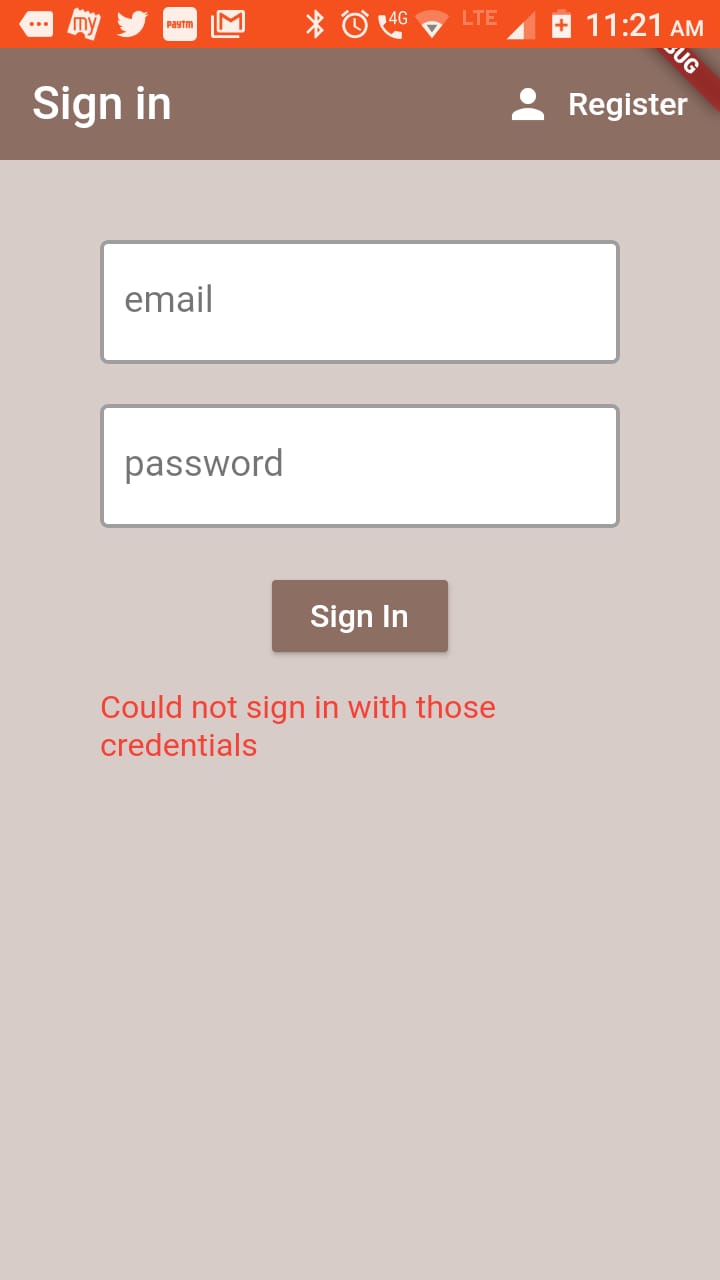 my Paytm 4G LTE 11:21 AM
Sign in Register
email
password
Sign In
Could not sign in with those
credentials